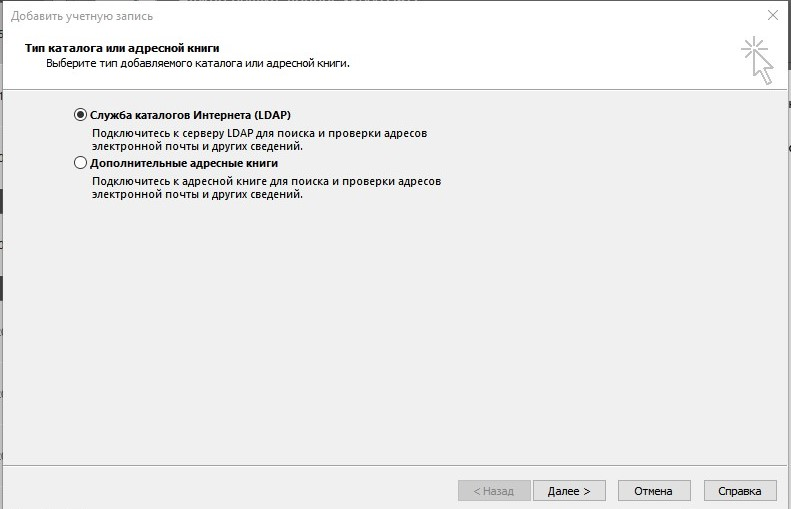 Добавить учетную запись
Тип каталога или адресной книги
Выберите тип добавляемого каталога или адресной книги.
Служба каталогов Интернета (LDAP)
Подключитесь к серверу LDAP для поиска и проверки адресов
электронной почты и других сведений.
Дополнительные адресные книги
Подключитесь к адресной книге для поиска и проверки адресов
электронной почты и других сведений.
< Назад Далее > Отмена Справка